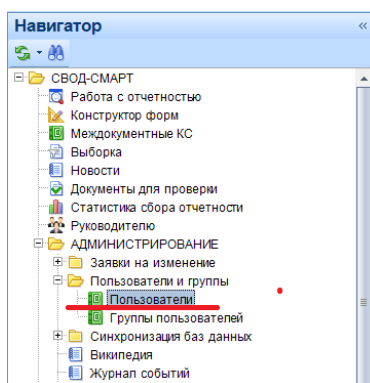 Навигатор
СВОД-СМАРТ
Работа с отчетностью
Конструктор форм
Междокументные КС
Выборка
Новости
Документы для проверки
Статистика сбора отчетности
Руководителю
АДМИНИСТРИРОВАНИЕ
Заявки на изменение
Пользователи и группы
Пользователи
Группы пользователей
Синхронизация баз данных
Википедия
Журнал событий